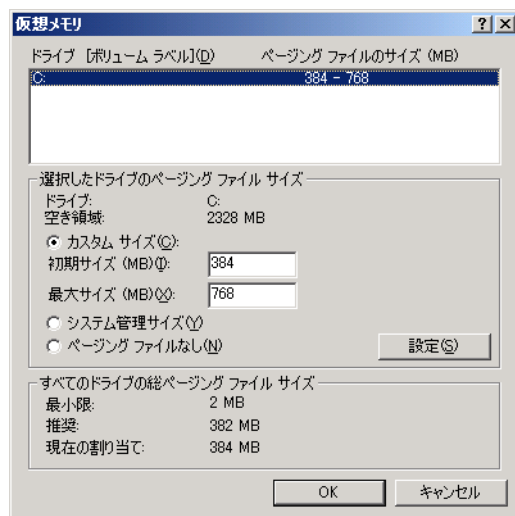 仮想メモリ
ドライブ [ボリューム ラベル](D) ページング ファイルのサイズ (MB)
C: 384 - 768
選択したドライブのページング ファイル サイズ
ドライブ: C:
空き領域: 2328 MB
カスタム サイズ(C):
初期サイズ (MB)(I): 384
最大サイズ (MB)(X): 768
システム管理サイズ(Y)
ページング ファイルなし(N)
設定(S)
すべてのドライブの総ページング ファイル サイズ
最小限: 2 MB
推奨: 382 MB
現在の割り当て: 384 MB
OK キャンセル